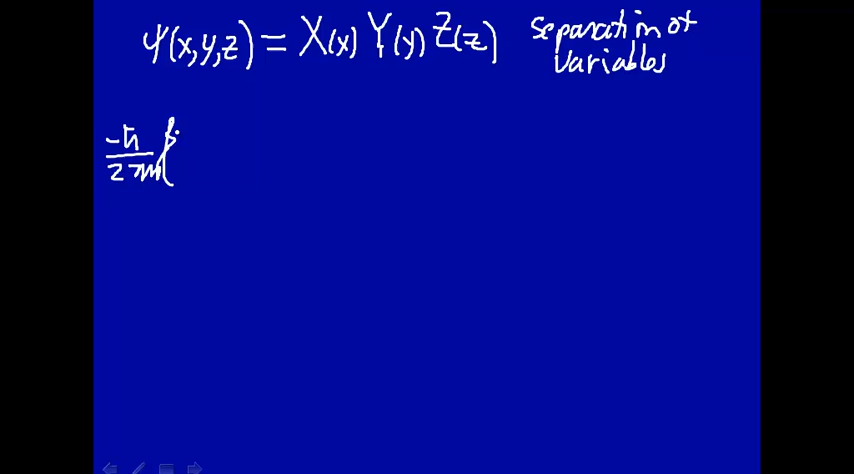 Ψ(x,y,z) = X(x) Y(y) Z(z)
separation of
variables
-ħ
2m(